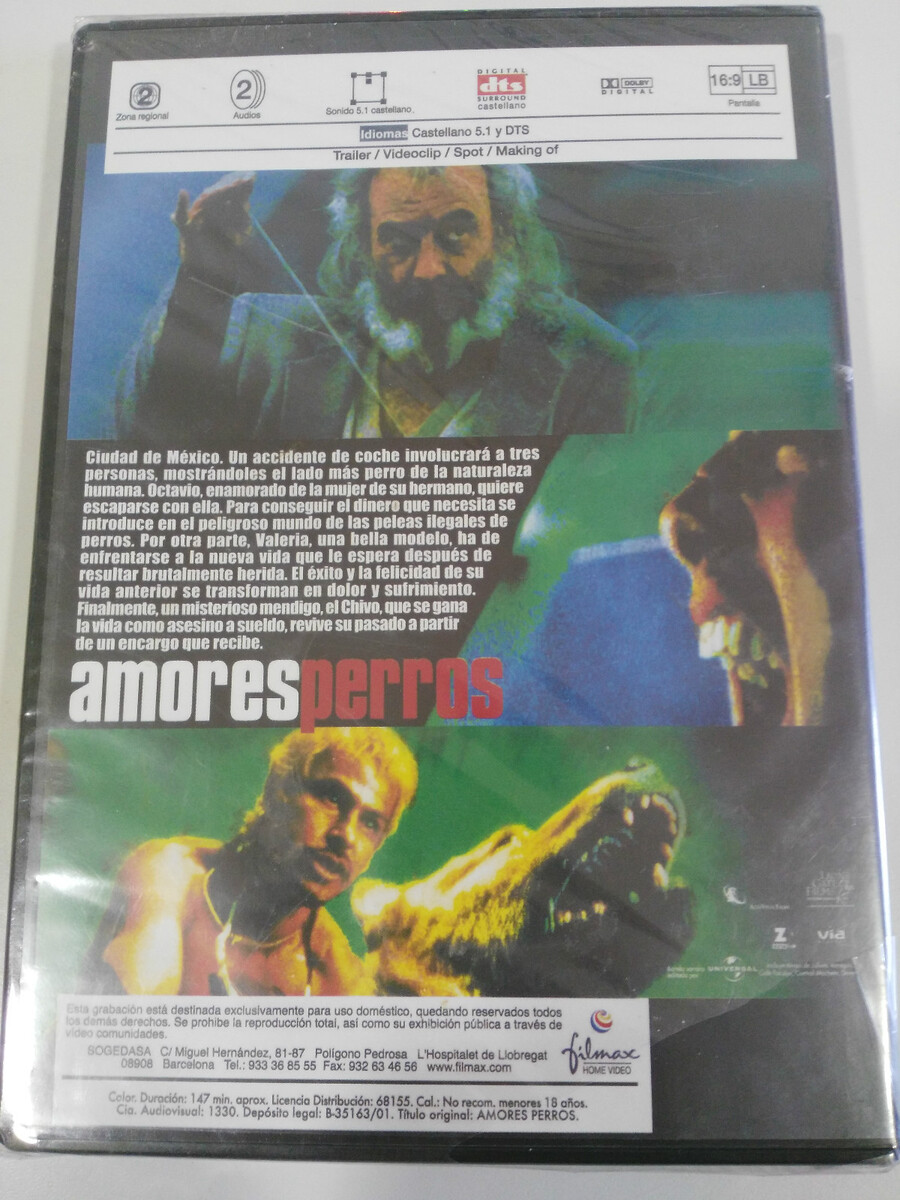 2
Zona regional
2
Audios
Sonido 5.1 castellano
DIGITAL
dts
SURROUND
castellano
DOLBY
DIGITAL
16:9 LB
Pantalla
Idiomas Castellano 5.1 y DTS
Trailer / Videoclip / Spot / Making of
Ciudad de México. Un accidente de coche involucrará a tres
personas, mostrándoles el lado más perro de la naturaleza
humana. Octavio, enamorado de la mujer de su hermano, quiere
escaparse con ella. Para conseguir el dinero que necesita se
introduce en el peligroso mundo de las peleas ilegales de
perros. Por otra parte, Valeria, una bella modelo, ha de
enfrentarse a la nueva vida que le espera después de
resultar brutalmente herida. El éxito y la felicidad de su
vida anterior se transforman en dolor y sufrimiento.
Finalmente, un misterioso mendigo, el Chivo, que se gana
la vida como asesino a sueldo, revive su pasado a partir
de un encargo que recibe.
amoresperros
Z
via
UNIVERSAL
Esta grabación está destinada exclusivamente para uso doméstico, quedando reservados todos
los demás derechos. Se prohibe la reproducción total, así como su exhibición pública a través de
video comunidades.
SOGEDASA C/ Miguel Hernández, 81-87 Polígono Pedrosa L'Hospitalet de Llobregat
08908 Barcelona Tel.: 933 36 85 55 Fax: 932 63 46 56 www.filmax.com
filmax
HOME VIDEO
Color. Duración: 147 min. aprox. Licencia Distribución: 68155. Cal.: No recom. menores 18 años.
Cia. Audiovisual: 1330. Depósito legal: B-35163/01. Título original: AMORES PERROS.